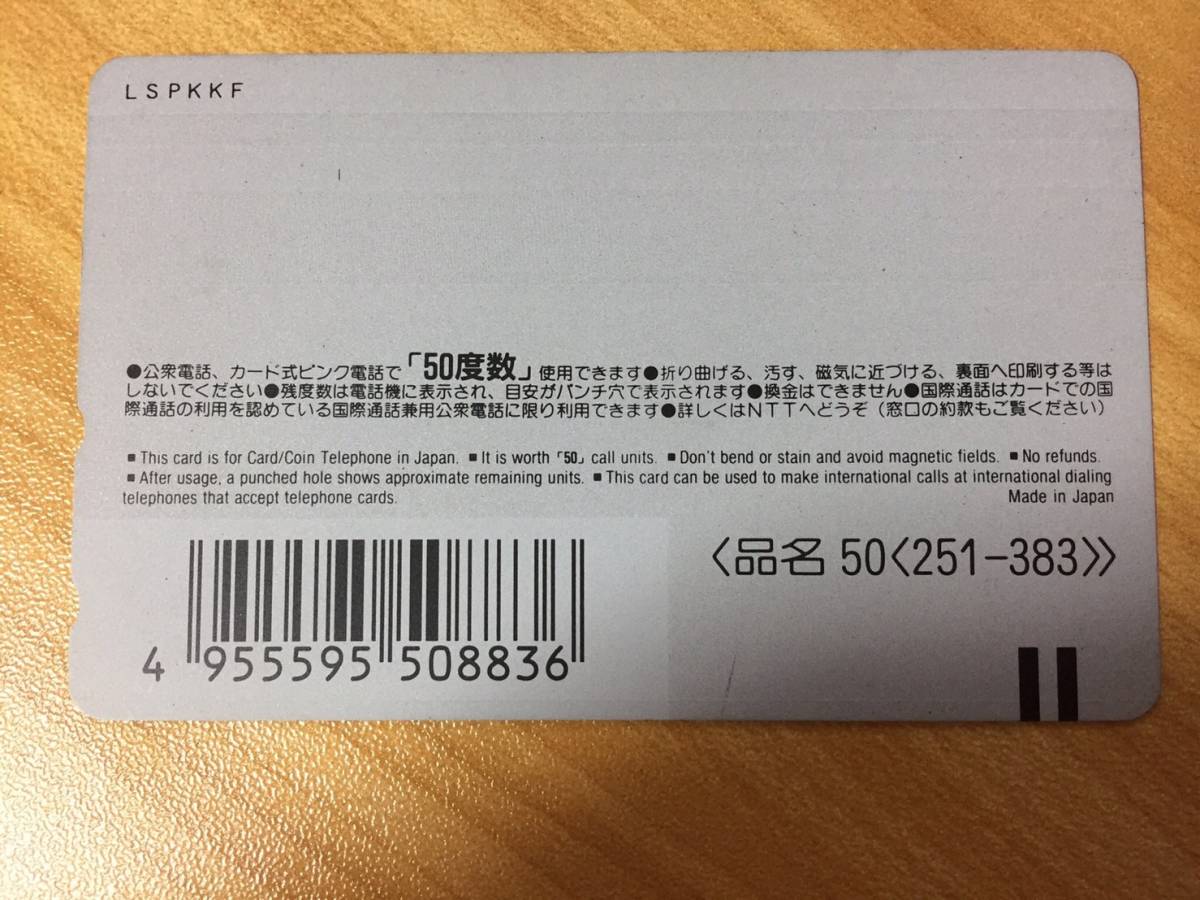 LSPKKF
●公衆電話、カード式ピンク電話で「50度数」使用できます●折り曲げる、汚す、磁気に近づける、裏面へ印刷する等は
しないでください●残度数は電話機に表示され、目安がパンチ穴で表示されます●換金はできません●国際通話はカードでの国
際通話の利用を認めている国際通話兼用公衆電話に限り利用できます●詳しくはNTTへどうぞ(窓口の約款もご覧ください)
■This card is for Card/Coin Telephone in Japan. ■It is worth「50」call units. ■Don't bend or stain and avoid magnetic fields. ■No refunds.
■After usage, a punched hole shows approximate remaining units. ■This card can be used to make international calls at international dialing
telephones that accept telephone cards. Made in Japan
〈品名 50〈251-383〉〉
4 955595 508836